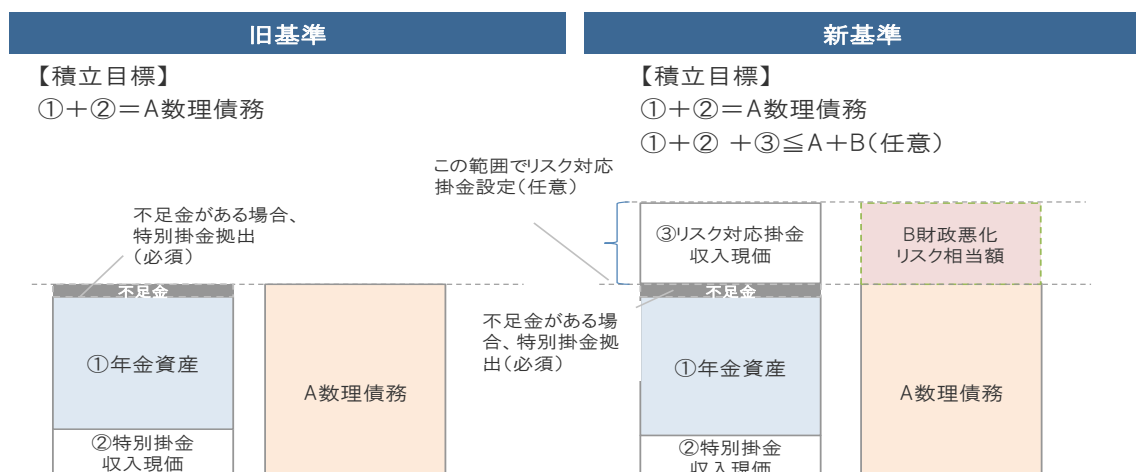 旧基準
【積立目標】
①+②=A数理債務
不足金がある場合、
特別掛金拠出
(必須)
不足金
①年金資産
②特別掛金
収入現価
A数理債務
新基準
【積立目標】
①+②=A数理債務
①+② +③≦A+B(任意)
この範囲でリスク対応
掛金設定(任意)
③リスク対応掛金
収入現価
B財政悪化
リスク相当額
不足金
不足金がある場
合、特別掛金拠
出(必須)
①年金資産
②特別掛金
収入現価
A数理債務